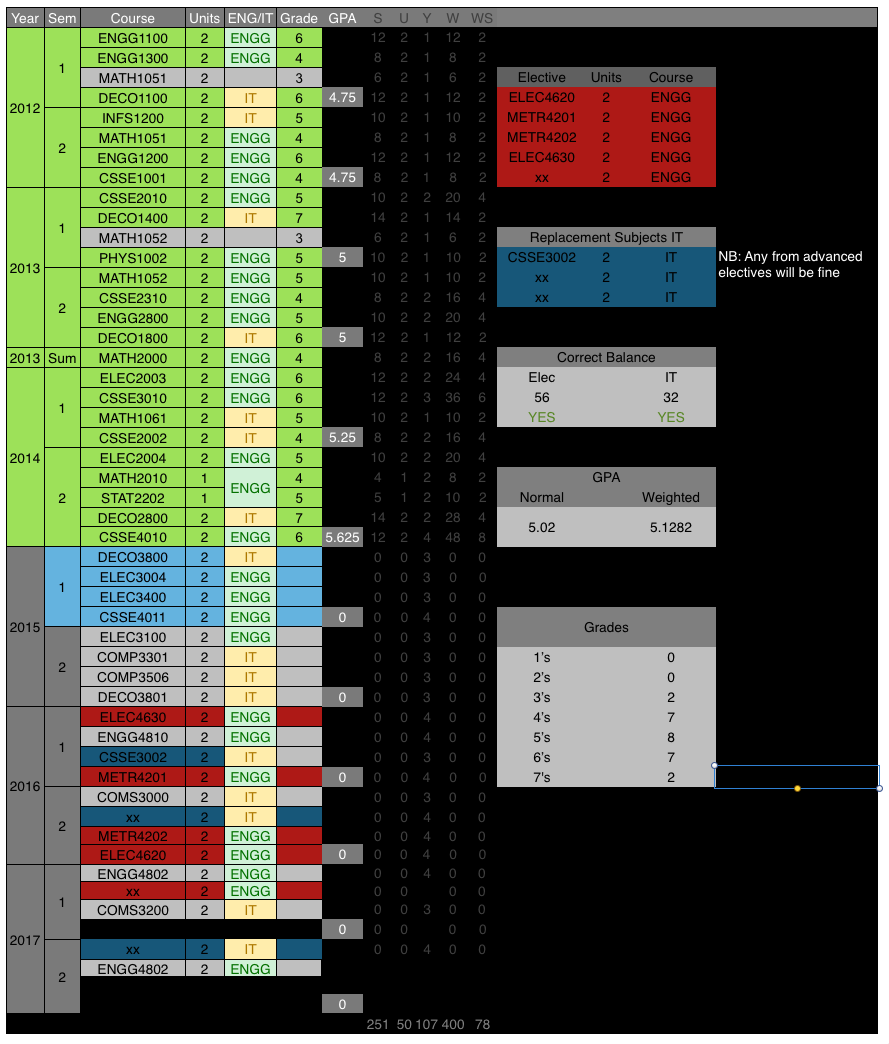 Year Sem Course Units ENG/IT Grade GPA S U Y W WS
2012 1 ENGG1100 2 ENGG 6 12 2 1 12 2
ENGG1300 2 ENGG 4 8 2 1 8 2
MATH1051 2 3 6 2 1 6 2 Elective Units Course
DECO1100 2 IT 6 4.75 12 2 1 12 2 ELEC4620 2 ENGG
2 INFS1200 2 IT 5 10 2 1 10 2 METR4201 2 ENGG
MATH1051 2 ENGG 4 8 2 1 8 2 METR4202 2 ENGG
ENGG1200 2 ENGG 6 12 2 1 12 2 ELEC4630 2 ENGG
CSSE1001 2 ENGG 4 4.75 8 2 1 8 2 xx 2 ENGG
2013 1 CSSE2010 2 ENGG 5 10 2 2 20 4
DECO1400 2 IT 7 14 2 1 14 2
MATH1052 2 3 6 2 1 6 2 Replacement Subjects IT
PHYS1002 2 ENGG 5 5 10 2 1 10 2 CSSE3002 2 IT NB: Any from advanced
2 MATH1052 2 ENGG 5 10 2 1 10 2 xx 2 IT electives will be fine
CSSE2310 2 ENGG 4 8 2 2 16 4 xx 2 IT
ENGG2800 2 ENGG 5 10 2 2 20 4
DECO1800 2 IT 6 5 12 2 1 12 2
2013 Sum MATH2000 2 ENGG 4 8 2 2 16 4 Correct Balance
2014 1 ELEC2003 2 ENGG 6 12 2 2 24 4 Elec IT
CSSE3010 2 ENGG 6 12 2 3 36 6 56 32
MATH1061 2 IT 5 10 2 1 10 2 YES YES
CSSE2002 2 IT 4 5.25 8 2 2 16 4
2 ELEC2004 2 ENGG 5 10 2 2 20 4
MATH2010 1 ENGG 4 4 1 2 8 2 GPA
STAT2202 1 5 5 1 2 10 2 Normal Weighted
DECO2800 2 IT 7 14 2 2 28 4 5.02 5.1282
CSSE4010 2 ENGG 6 5.625 12 2 4 48 8
2015 1 DECO3800 2 IT 0 0 3 0 0
ELEC3004 2 ENGG 0 0 3 0 0
ELEC3400 2 ENGG 0 0 3 0 0
CSSE4011 2 ENGG 0 0 0 4 0 0
2 ELEC3100 2 ENGG 0 0 3 0 0 Grades
COMP3301 2 IT 0 0 3 0 0 1's 0
COMP3506 2 IT 0 0 3 0 0 2's 0
DECO3801 2 IT 0 0 0 3 0 0 3's 2
2016 1 ELEC4630 2 ENGG 0 0 4 0 0 4's 7
ENGG4810 2 ENGG 0 0 4 0 0 5's 8
CSSE3002 2 IT 0 0 3 0 0 6's 7
METR4201 2 ENGG 0 0 0 4 0 0 7's 2
2 COMS3000 2 IT 0 0 3 0 0
xx 2 IT 0 0 4 0 0
METR4202 2 ENGG 0 0 4 0 0
ELEC4620 2 ENGG 0 0 0 4 0 0
2017 1 ENGG4802 2 ENGG 0 0 4 0 0
xx 2 ENGG 0 0 0 0
COMS3200 2 IT 0 0 3 0 0
0 0 0 0 0
2 xx 2 IT 0 0 4 0 0
ENGG4802 2 ENGG
0
251 50 107 400 78